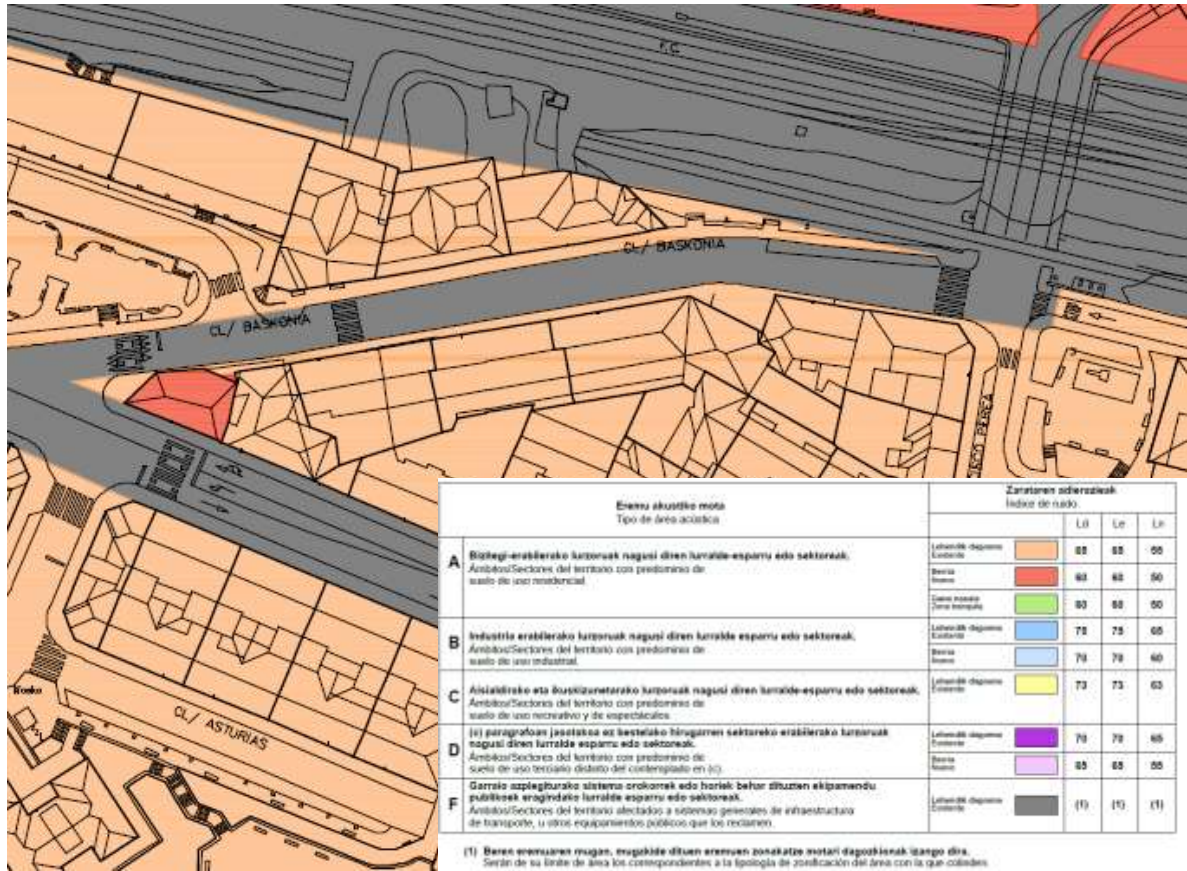 F.C.
CL/ BASKONIA
CL/ BASKONIA
PEREA
CL/ ASTURIAS
Eremu akustiko mota
Tipo de área acústica
Zarataren adierazleak
Índice de ruido
Ld Le Ln
A
Bizitegi-erabilerako lurzoruak nagusi diren lurralde-esparru edo sektoreak.
Ámbitos/Sectores del territorio con predominio de
suelo de uso residencial
Lehendik dagoena
Existente
65 65 55
Berria
Nuevo
60 60 50
Zona tranquila
60 60 50
B
Industria erabilerako lurzoruak nagusi diren lurralde esparru edo sektoreak.
Ámbitos/Sectores del territorio con predominio de
suelo de uso industrial.
Lehendik dagoena
Existente
75 75 65
Berria
Nuevo
70 70 60
C
Aisialdirako eta ikuskizunetarako lurzoruak nagusi diren lurralde-esparru edo sektoreak.
Ámbitos/Sectores del territorio con predominio de
suelo de uso recreativo y de espectáculos.
Lehendik dagoena
Existente
73 73 63
D
(c) paragrafoan jasotakoa ez bestelako hirugarren sektoreko erabilerako lurzoruak
nagusi diren lurralde esparru edo sektoreak.
Ámbitos/Sectores del territorio con predominio de
suelo de uso terciario distinto del contemplado en (c).
Lehendik dagoena
Existente
70 70 65
Berria
Nuevo
65 65
F
Garraio azpiegiturako sistema orokorrek edo horiek behar dituzten ekipamendu
publikoek eragindako lurralde esparru edo sektoreak.
Ámbitos/Sectores del territorio afectados a sistemas generales de infraestructura
de transporte, u otros equipamientos públicos que los reclamen.
Lehendik dagoena
Existente
(1) (1) (1)
(1) Beren eremuaren mugan, mugakide dituen eremuen zonakatze motari dagozkionak izango dira.
Serán de su límite de área los correspondientes a la tipología de zonificación del área con la que colinden